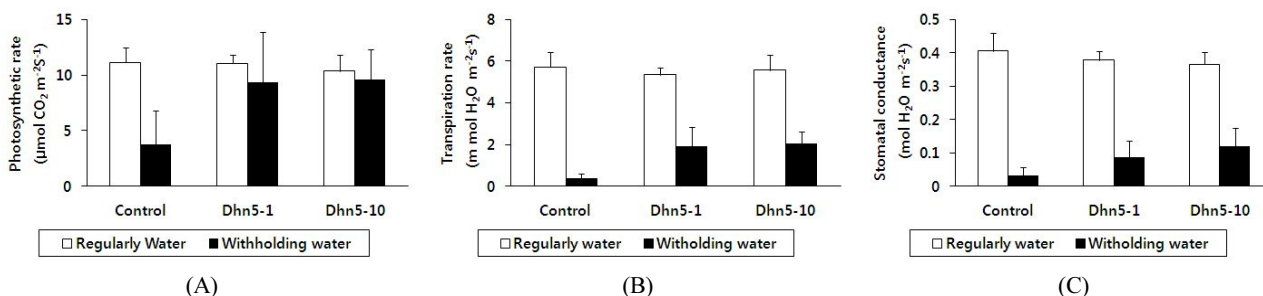 Photosynthetic rate
(μmol CO₂ m⁻²S⁻¹)
15
10
5
0
Control
Dhn5-1
Dhn5-10
Regularly Water
Withholding water
(A)
Transpiration rate
(m mol H₂O m⁻²s⁻¹)
8
6
4
2
0
Control
Dhn5-1
Dhn5-10
Regularly water
Witholding water
(B)
Stomatal conductance
(mol H₂O m⁻²s⁻¹)
0.5
0.4
0.3
0.2
0.1
0
Control
Dhn5-1
Dhn5-10
Regularly water
Withholding water
(C)